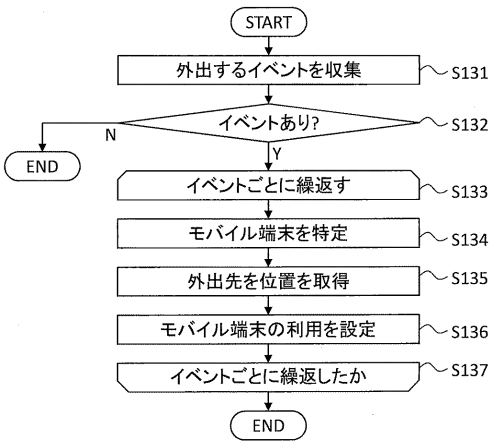 START
外出するイベントを収集
S131
イベントあり?
S132
N
Y
END
イベントごとに繰返す
S133
モバイル端末を特定
S134
外出先を位置を取得
S135
モバイル端末の利用を設定
S136
イベントごとに繰返したか
S137
END